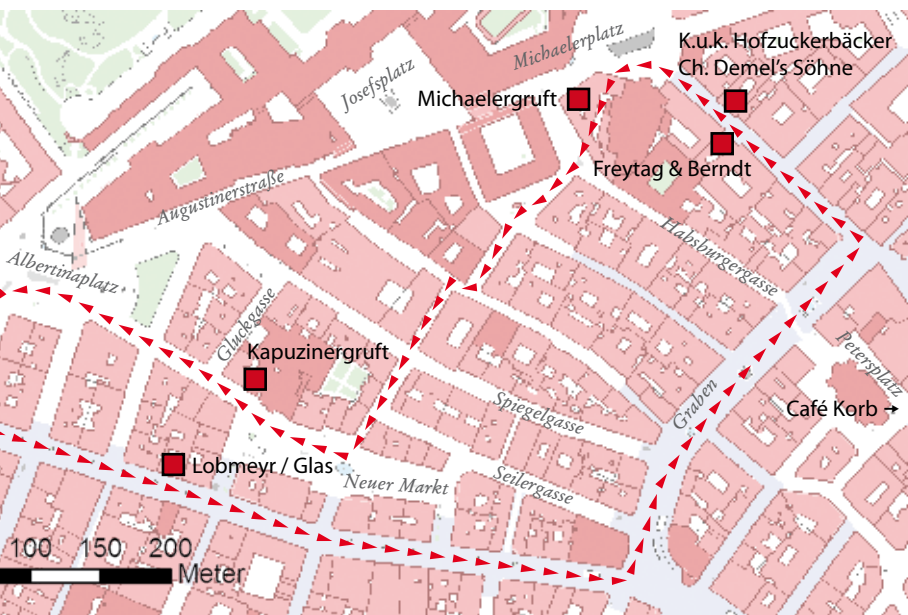 Michaelerplatz
K.u.k. Hofzuckerbäcker
Ch. Demel's Söhne
Josefsplatz
Michaelergruft
Freytag & Berndt
Augustinerstraße
Habsburgergasse
Albertinaplatz
Gluckgasse
Kapuzinergruft
Petersplatz
Graben
Spiegelgasse
Café Korb
Lobmeyr / Glas
Neuer Markt
Seilergasse
100 150 200
Meter